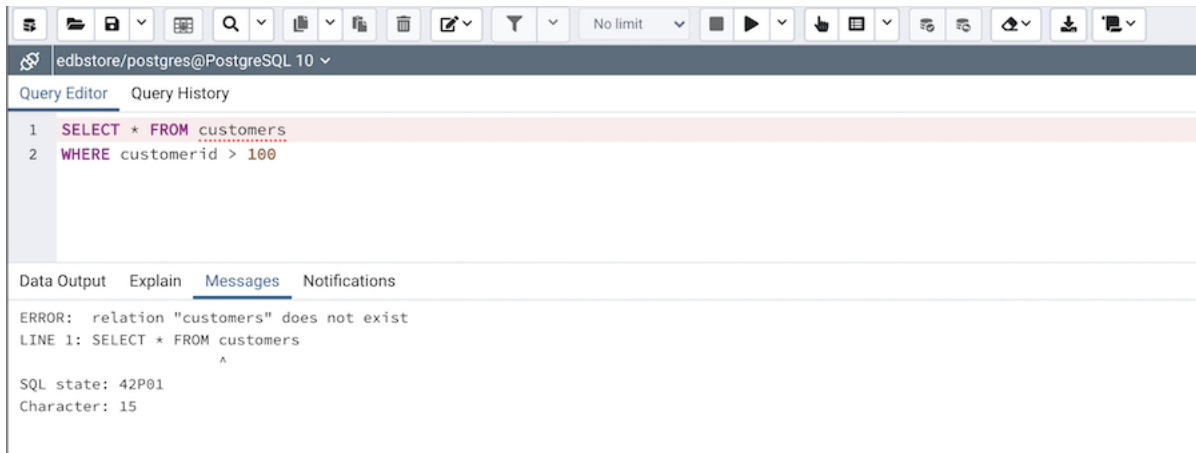 No limit
edbstore/postgres@PostgreSQL 10
Query Editor Query History
1 SELECT * FROM customers
2 WHERE customerid > 100
Data Output Explain Messages Notifications
ERROR:  relation "customers" does not exist
LINE 1: SELECT * FROM customers
^
SQL state: 42P01
Character: 15